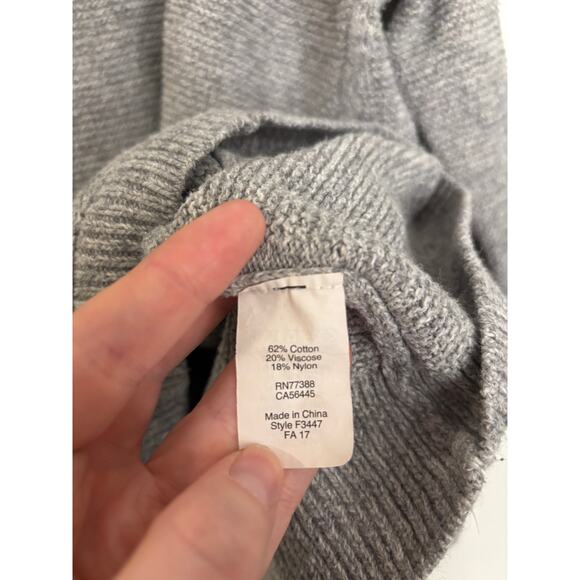 62% Cotton
20% Viscose
18% Nylon
RN77388
CA56445
Made in China
Style F3447
FA 17